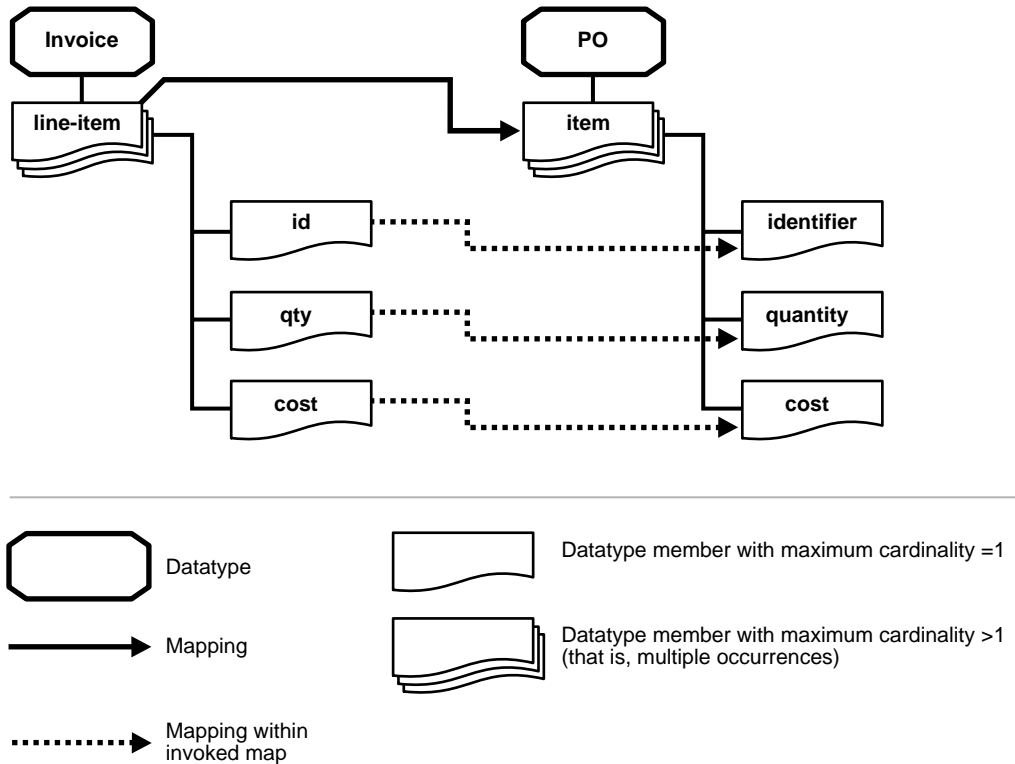 Invoice
PO
line-item
item
id
identifier
qty
quantity
cost
cost
Datatype
Datatype member with maximum cardinality =1
Mapping
Datatype member with maximum cardinality >1
(that is, multiple occurrences)
Mapping within
invoked map